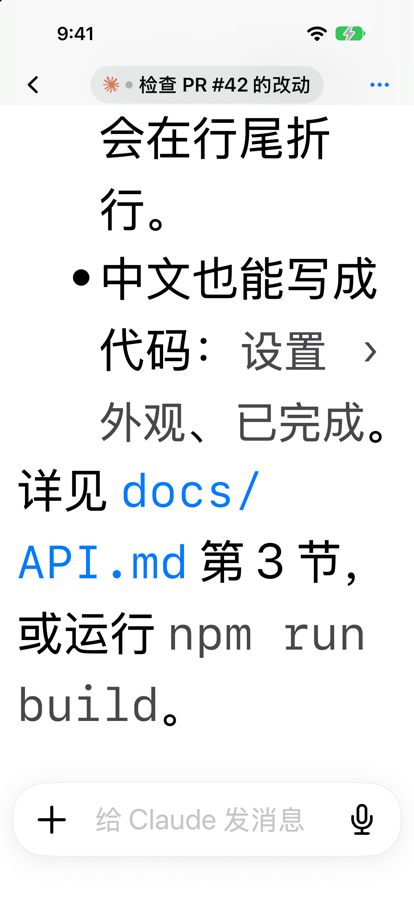 9:41
检查 PR #42 的改动
会在行尾折
行。
• 中文也能写成
代码：设置 ›
外观、已完成。
详见 docs/
API.md 第 3 节，
或运行 npm run
build。
给 Claude 发消息